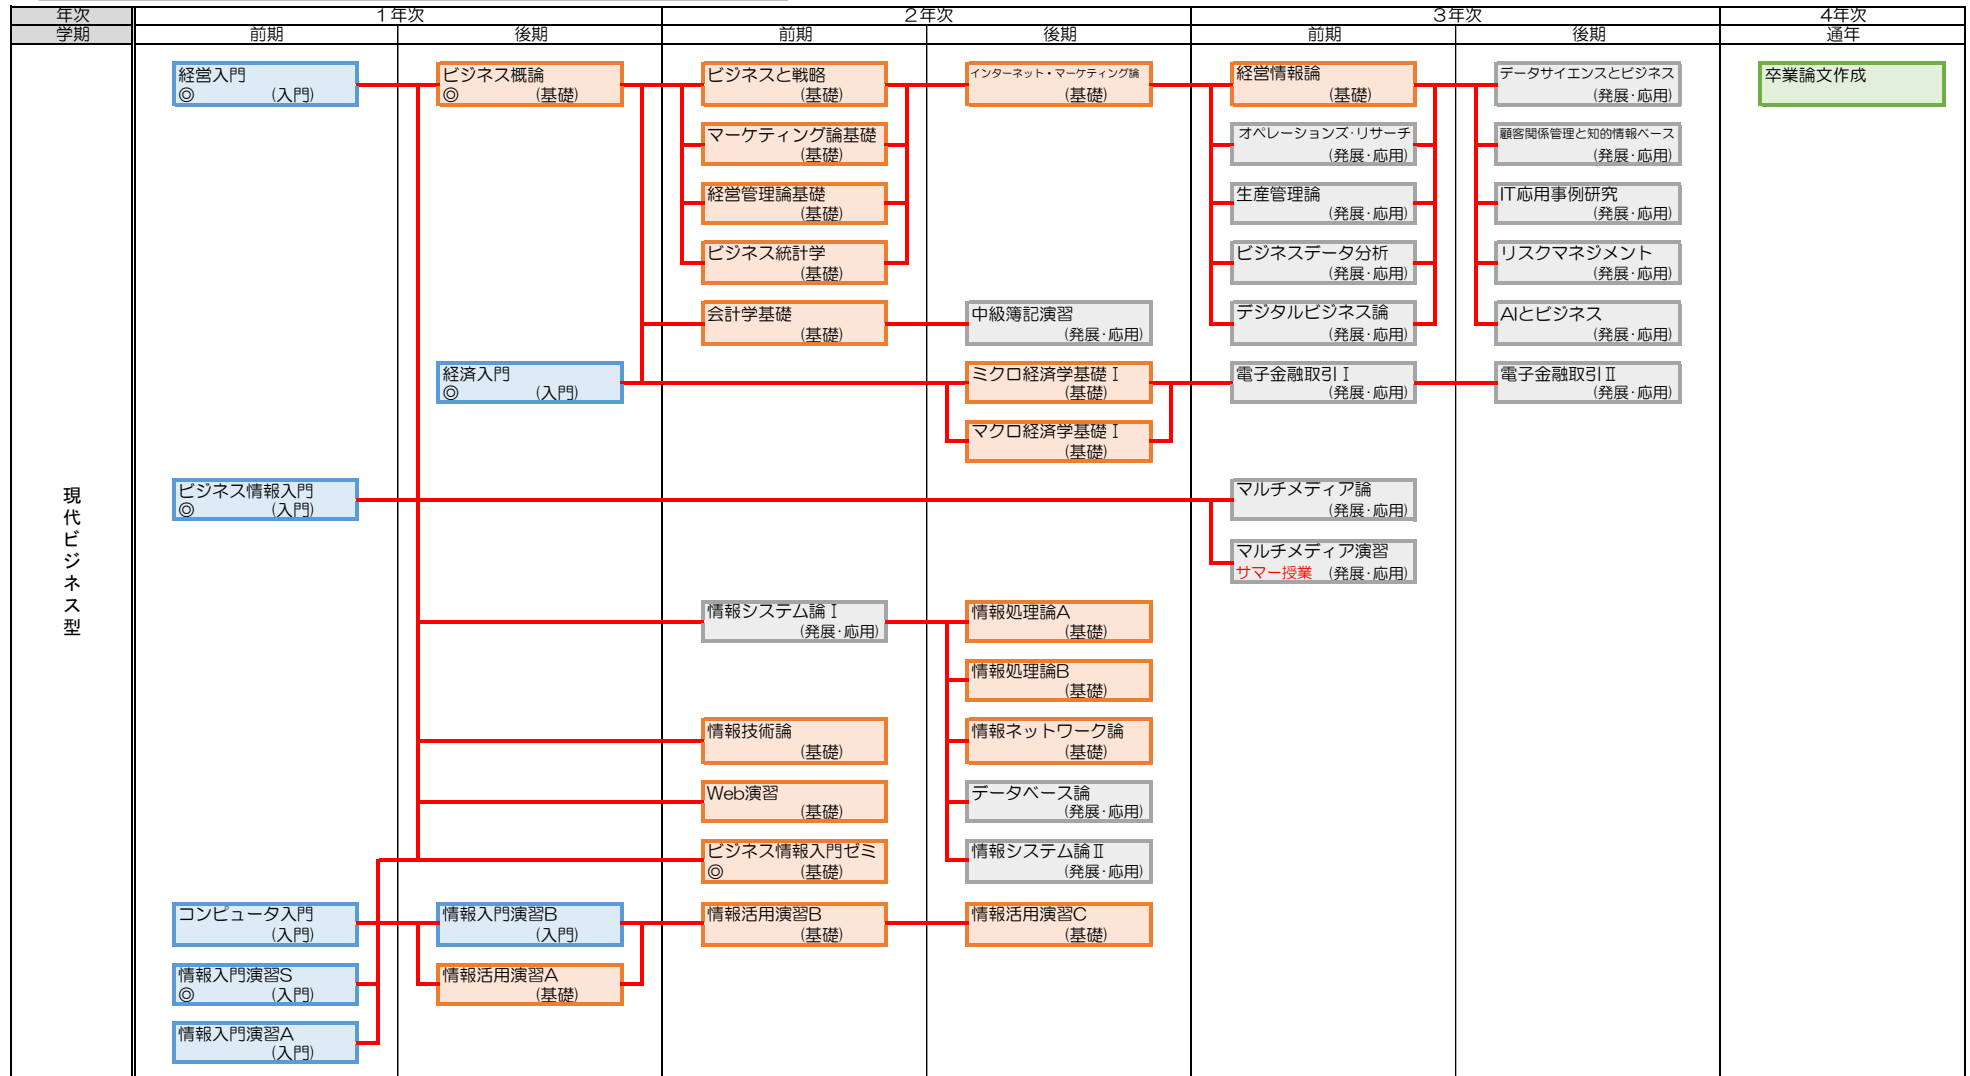 年次
1年次
2年次
3年次
4年次
学期
前期
後期
前期
後期
前期
後期
通年
現代ビジネス型
経営入門
◎ (入門)
ビジネス概論
◎ (基礎)
ビジネスと戦略
(基礎)
インターネット・マーケティング論
(基礎)
経営情報論
(基礎)
データサイエンスとビジネス
(発展・応用)
卒業論文作成
マーケティング論基礎
(基礎)
オペレーションズ・リサーチ
(発展・応用)
顧客関係管理と知的情報ベース
(発展・応用)
経営管理論基礎
(基礎)
生産管理論
(発展・応用)
IT応用事例研究
(発展・応用)
ビジネス統計学
(基礎)
ビジネスデータ分析
(発展・応用)
リスクマネジメント
(発展・応用)
会計学基礎
(基礎)
中級簿記演習
(発展・応用)
デジタルビジネス論
(発展・応用)
AIとビジネス
(発展・応用)
経済入門
◎ (入門)
ミクロ経済学基礎Ⅰ
(基礎)
電子金融取引Ⅰ
(発展・応用)
電子金融取引Ⅱ
(発展・応用)
マクロ経済学基礎Ⅰ
(基礎)
ビジネス情報入門
◎ (入門)
マルチメディア論
(発展・応用)
マルチメディア演習
サマー授業 (発展・応用)
情報システム論Ⅰ
(発展・応用)
情報処理論A
(基礎)
情報処理論B
(基礎)
情報技術論
(基礎)
情報ネットワーク論
(基礎)
Web演習
(基礎)
データベース論
(発展・応用)
ビジネス情報入門ゼミ
◎ (基礎)
情報システム論Ⅱ
(発展・応用)
コンピュータ入門
(入門)
情報入門演習B
(入門)
情報活用演習B
(基礎)
情報活用演習C
(基礎)
情報入門演習S
◎ (入門)
情報活用演習A
(基礎)
情報入門演習A
(入門)